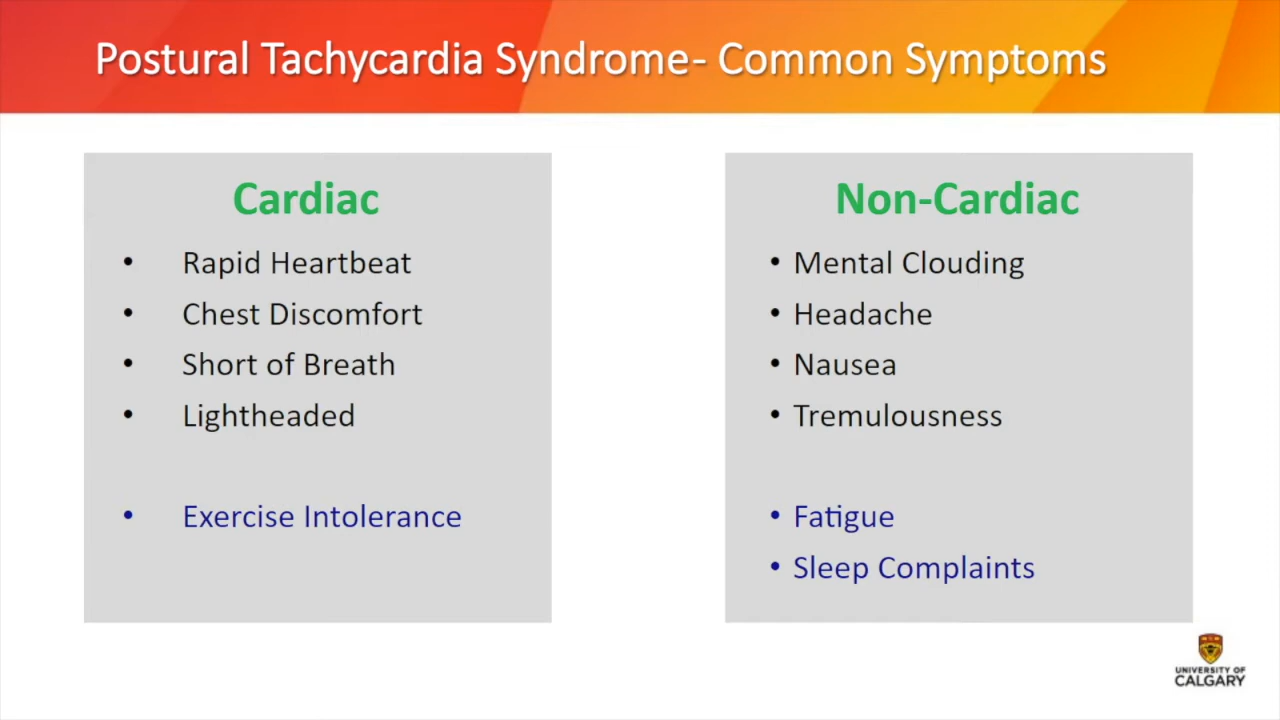 Postural Tachycardia Syndrome- Common Symptoms
Cardiac
• Rapid Heartbeat
• Chest Discomfort
• Short of Breath
• Lightheaded
• Exercise Intolerance
Non-Cardiac
• Mental Clouding
• Headache
• Nausea
• Tremulousness
• Fatigue
• Sleep Complaints
UNIVERSITY OF
CALGARY